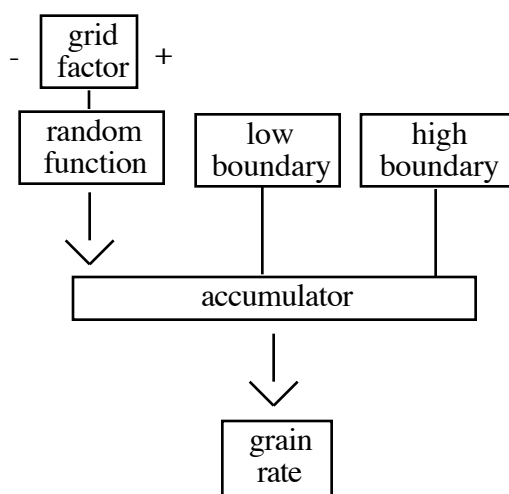 grid
- factor +
random
function
low
boundary
high
boundary
accumulator
grain
rate